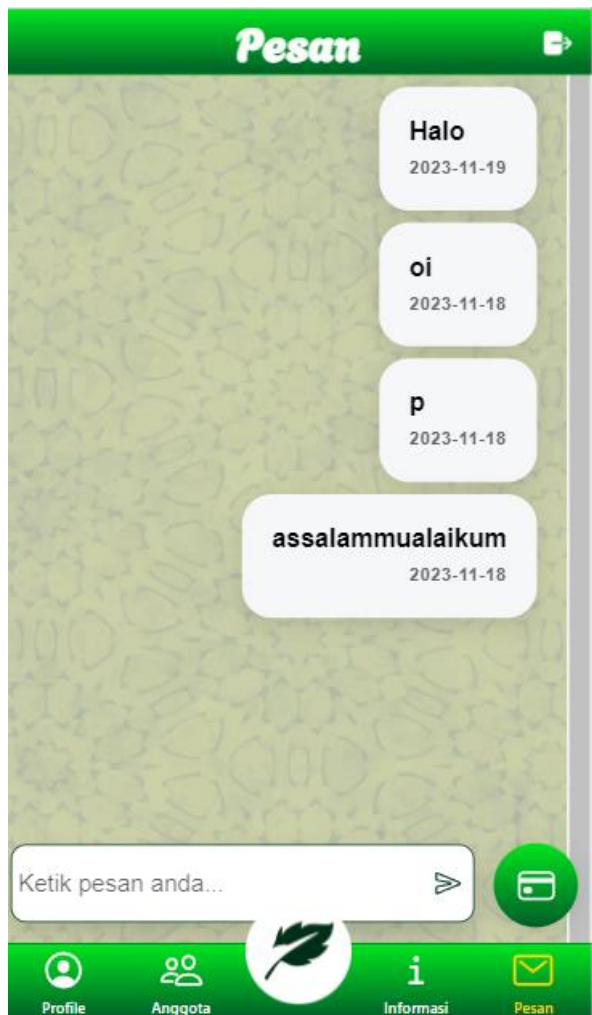 Pesan
Halo
2023-11-19
oi
2023-11-18
p
2023-11-18
assalammualaikum
2023-11-18
Ketik pesan anda...
Profile
Anggota
Informasi
Pesan